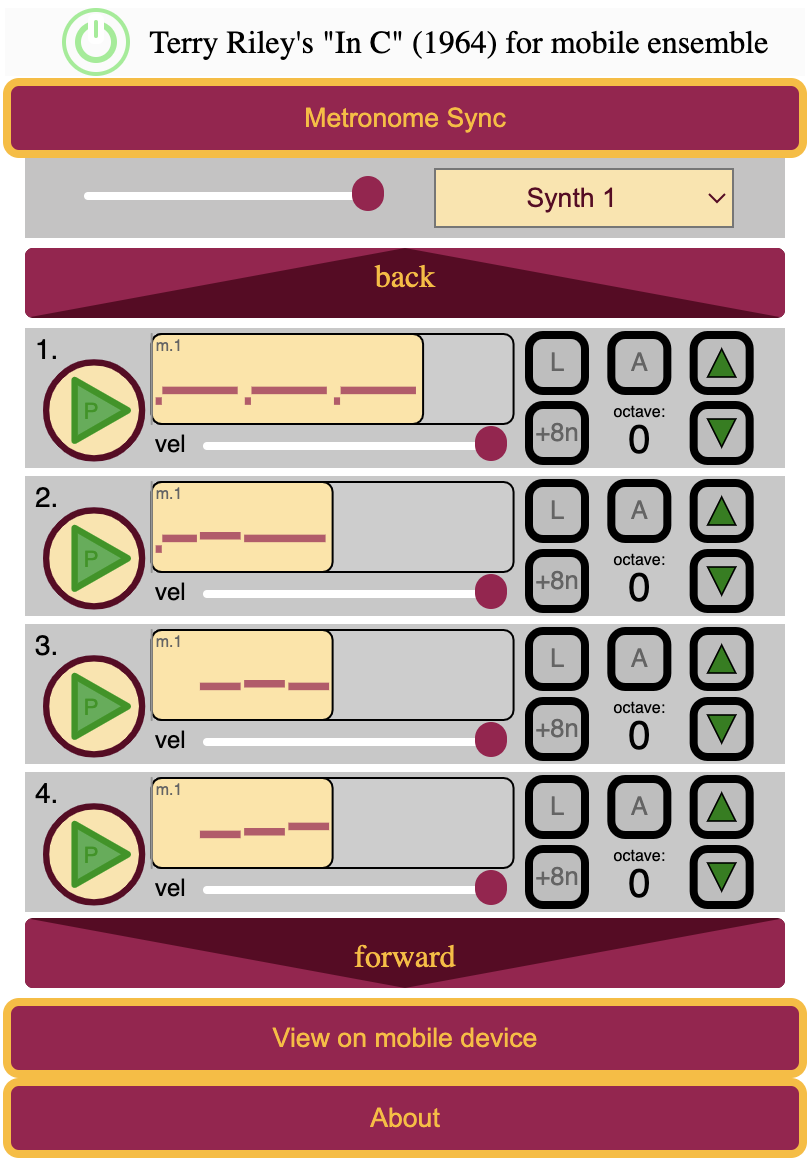 Terry Riley's "In C" (1964) for mobile ensemble
Metronome Sync
Synth 1
back
1.
m.1
L
A
P
octave:
+8n
0
vel
2.
m.1
L
A
P
octave:
+8n
0
vel
3.
m.1
L
A
P
octave:
+8n
0
vel
4.
m.1
L
A
P
octave:
+8n
0
vel
forward
View on mobile device
About